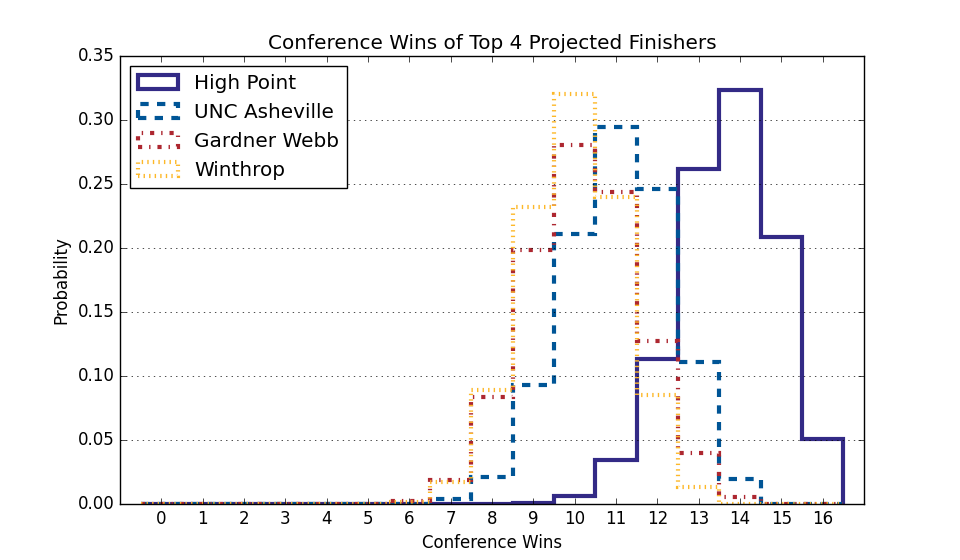 Conference Wins of Top 4 Projected Finishers
High Point
UNC Asheville
Gardner Webb
Winthrop
0.35
0.30
0.25
0.20
0.15
0.10
0.05
0.00
Probability
0 1 2 3 4 5 6 7 8 9 10 11 12 13 14 15 16
Conference Wins